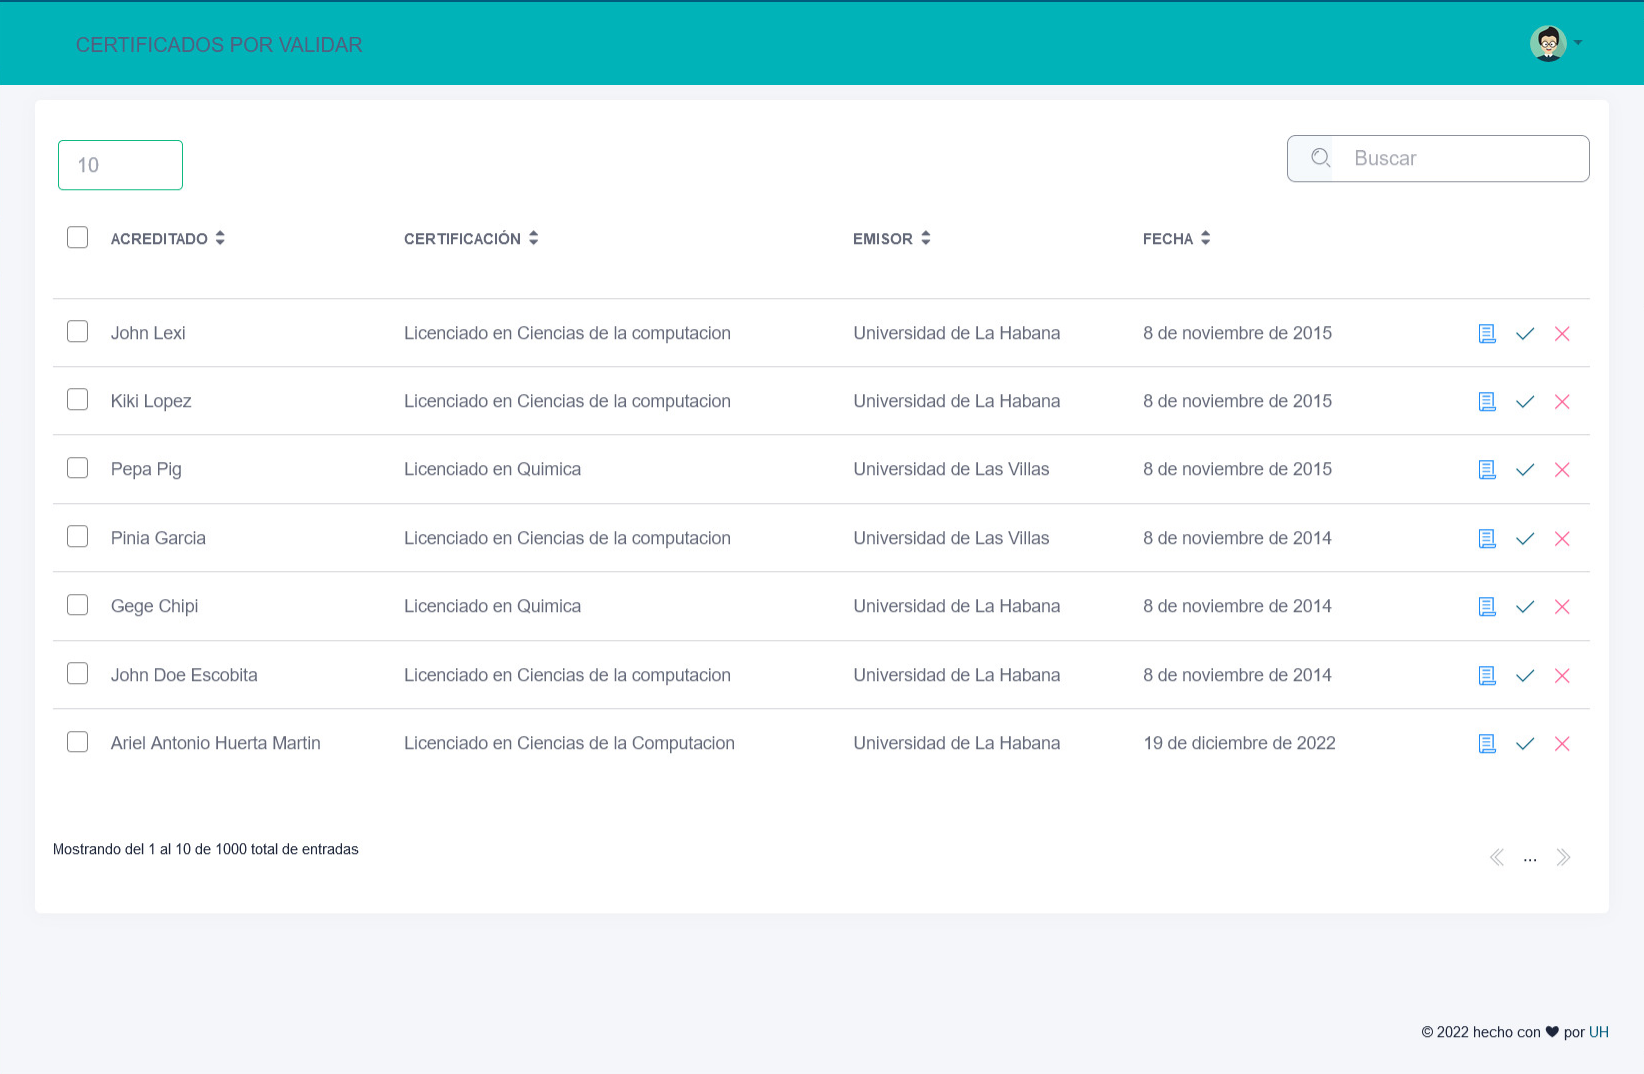 CERTIFICADOS POR VALIDAR
10
Buscar
ACREDITADO CERTIFICACIÓN EMISOR FECHA
John Lexi Licenciado en Ciencias de la computacion Universidad de La Habana 8 de noviembre de 2015
Kiki Lopez Licenciado en Ciencias de la computacion Universidad de La Habana 8 de noviembre de 2015
Pepa Pig Licenciado en Quimica Universidad de Las Villas 8 de noviembre de 2015
Pinia Garcia Licenciado en Ciencias de la computacion Universidad de Las Villas 8 de noviembre de 2014
Gege Chipi Licenciado en Quimica Universidad de La Habana 8 de noviembre de 2014
John Doe Escobita Licenciado en Ciencias de la computacion Universidad de La Habana 8 de noviembre de 2014
Ariel Antonio Huerta Martin Licenciado en Ciencias de la Computacion Universidad de La Habana 19 de diciembre de 2022
Mostrando del 1 al 10 de 1000 total de entradas
...
© 2022 hecho con ♥ por UH